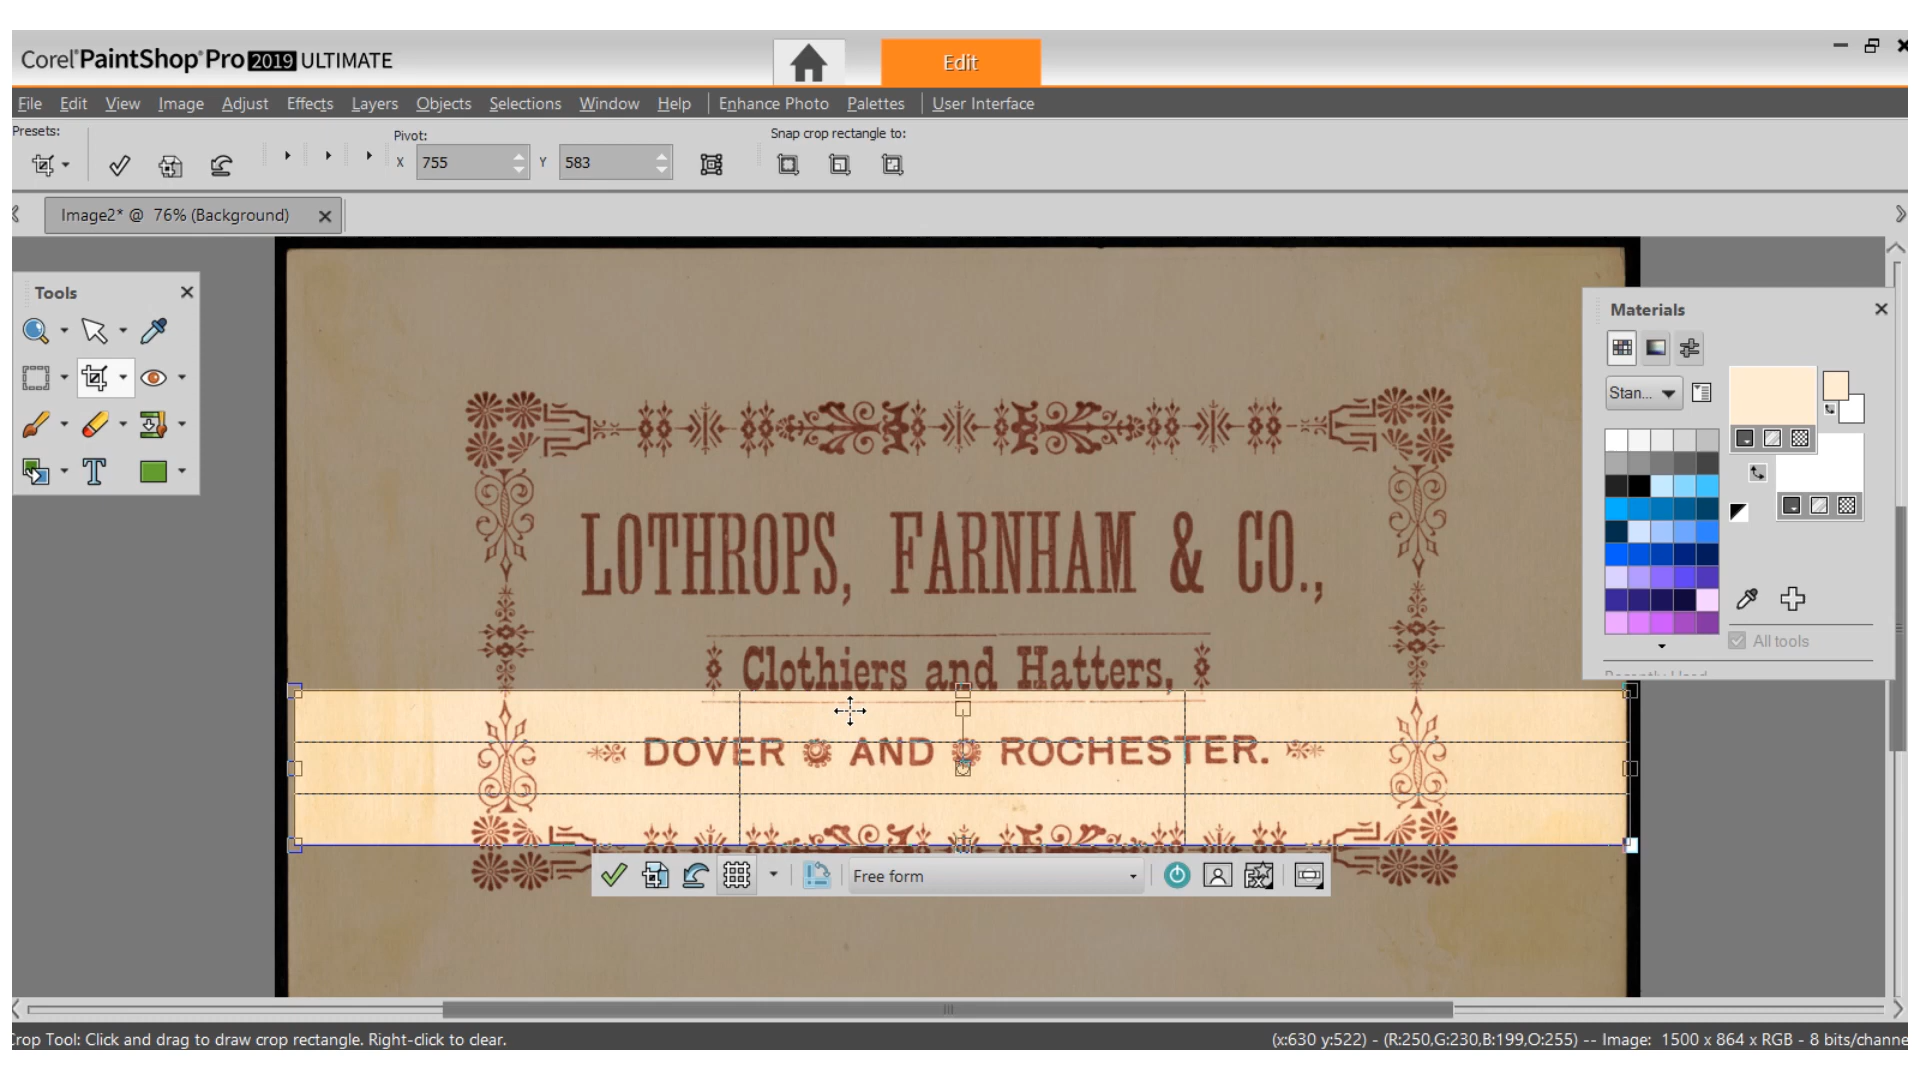 Corel PaintShop Pro 2019 ULTIMATE
Edit
File Edit View Image Adjust Effects Layers Objects Selections Window Help Enhance Photo Palettes User Interface
Presets:
Pivot:
Snap crop rectangle to:
X 755 Y 583
Image2* @ 76% (Background)
Tools
Materials
Stan...
LOTHROPS, FARNHAM & CO.,
All tools
Clothiers and Hatters,
DOVER AND ROCHESTER.
Free form
Crop Tool: Click and drag to draw crop rectangle. Right-click to clear.
(x:630 y:522) - (R:250,G:230,B:199,O:255) -- Image: 1500 x 864 x RGB - 8 bits/channe